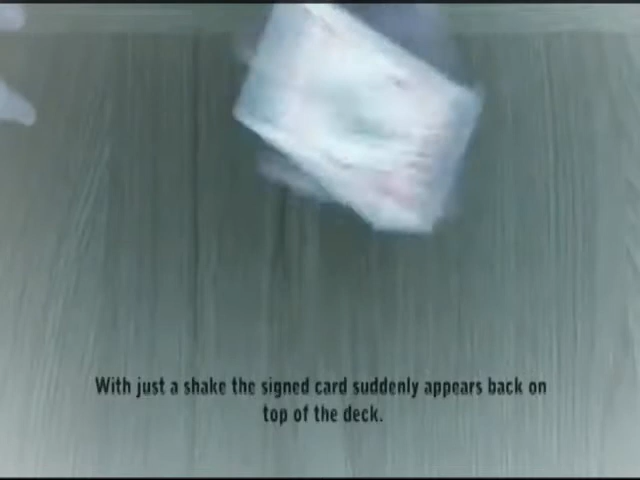 With just a shake the signed card suddenly appears back on
top of the deck.